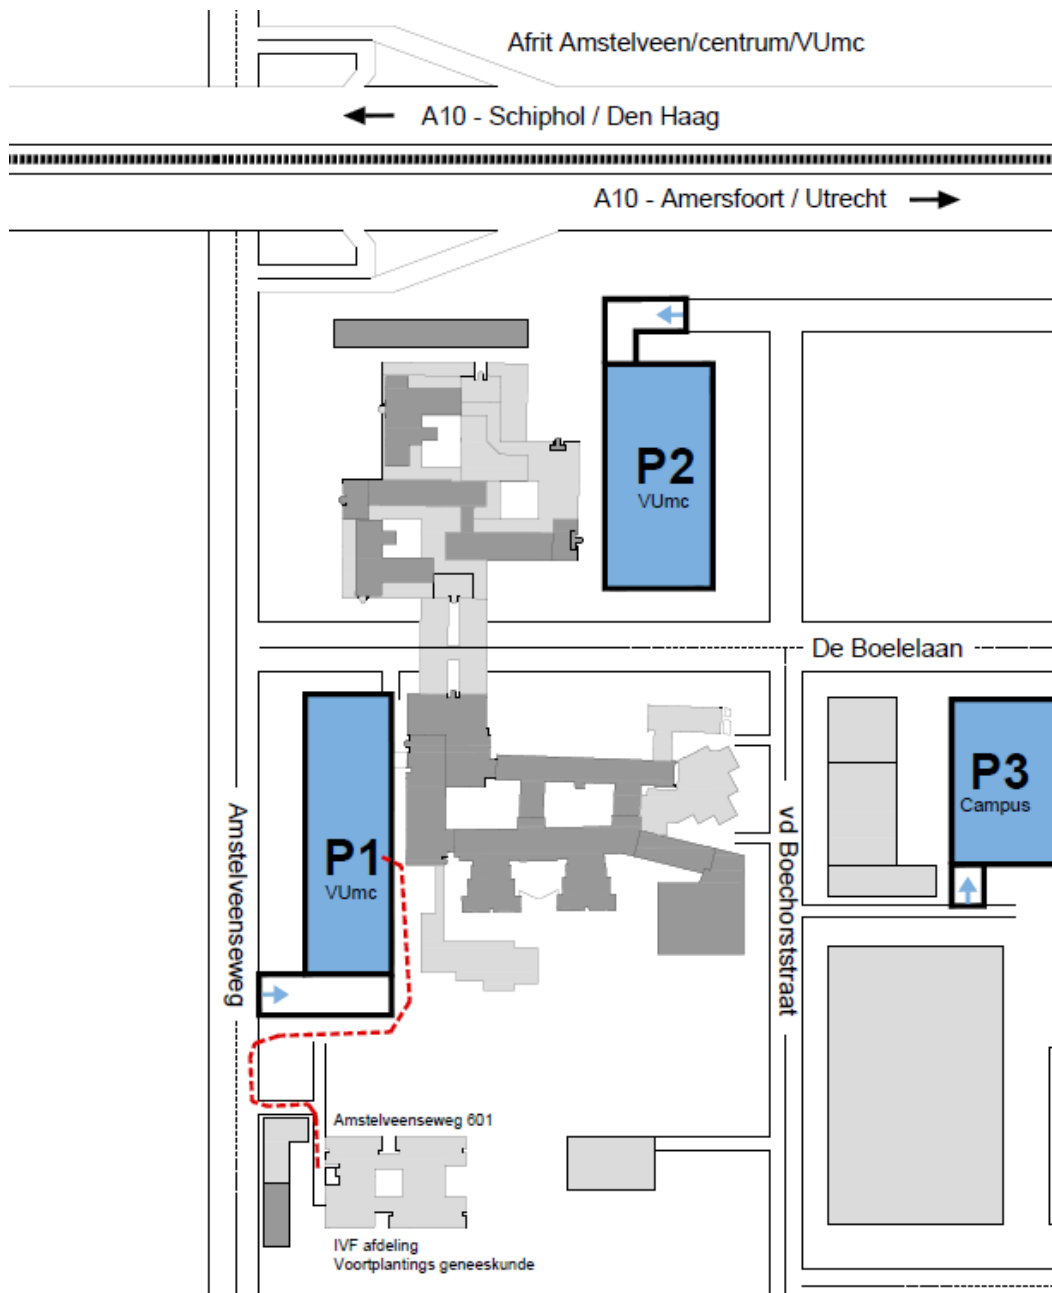 Afrit Amstelveen/centrum/VUmc
A10 - Schiphol / Den Haag
A10 - Amersfoort / Utrecht
P2
VUmc
De Boelelaan
P1
VUmc
P3
Campus
Amstelveenseweg
vd Boechorststraat
Amstelveenseweg 601
IVF afdeling
Voortplantings geneeskunde